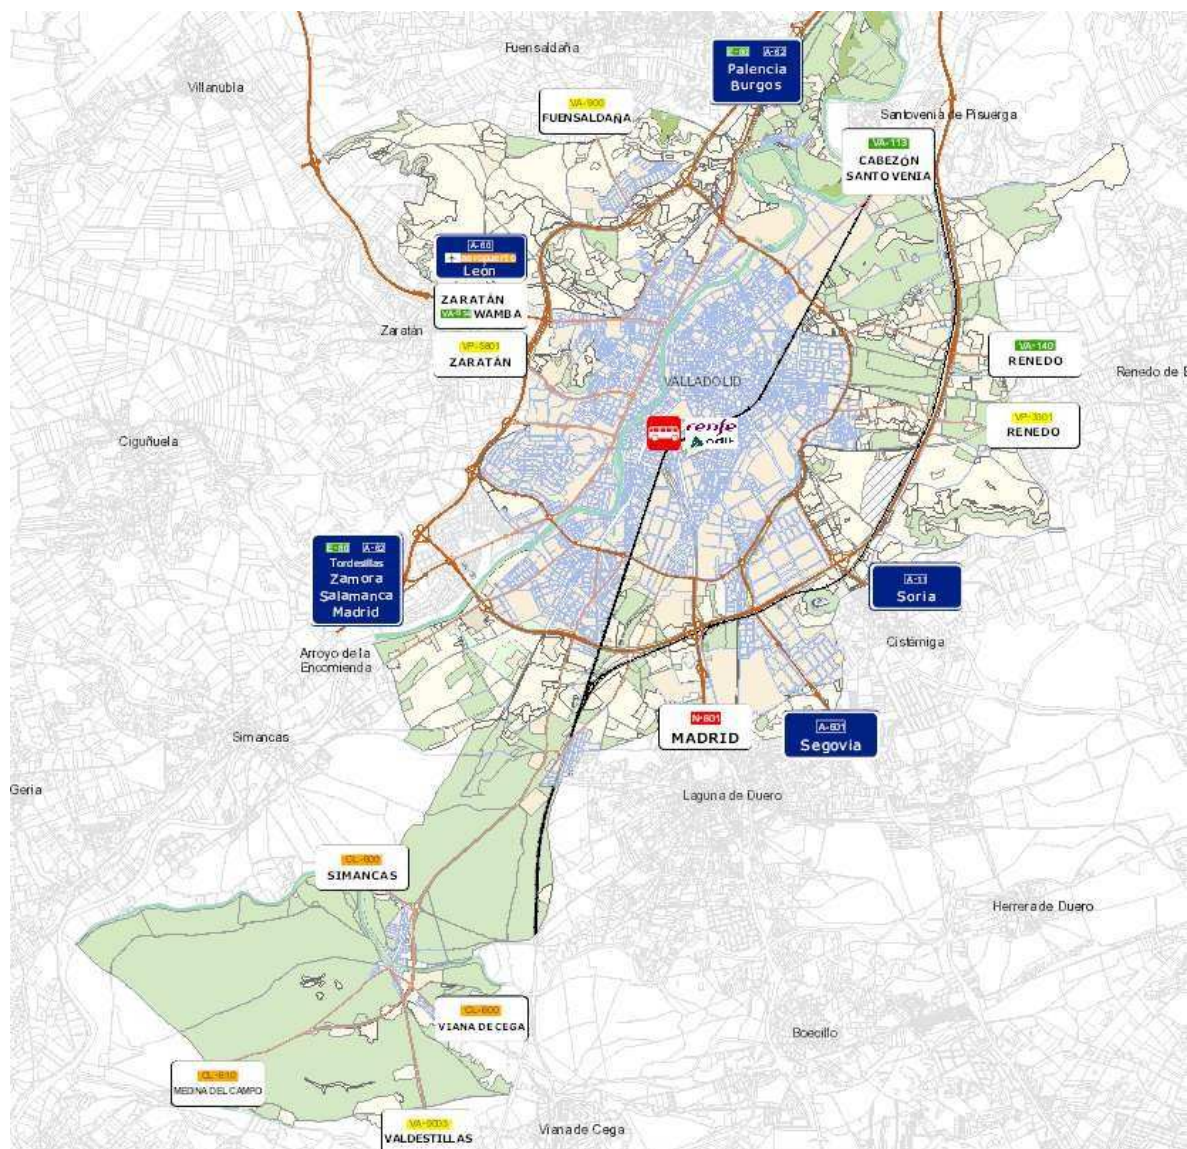 Fuensaldaña
E-80 A-62
Palencia
Burgos
Villanubla
VA-900
FUENSALDAÑA
Santovenia de Pisuerga
VA-113
CABEZÓN
SANTOVENIA
A-60
aeropuerto
León
ZARATÁN
VA-514 WAMBA
Zaratán
VP-5801
ZARATÁN
VA-140
RENEDO
Renedo de E
VALLADOLID
VP-3301
RENEDO
renfe
adif
Ciguñuela
E-80 A-62
Tordesillas
Zamora
Salamanca
Madrid
A-11
Soria
Cistérniga
Arroyo de la
Encomienda
N-601
MADRID
A-601
Segovia
Simancas
Geria
Laguna de Duero
CL-600
SIMANCAS
Herrera de Duero
CL-600
VIANA DE CEGA
Boecillo
CL-610
MEDINA DEL CAMPO
VALDESTILLAS
Viana de Cega